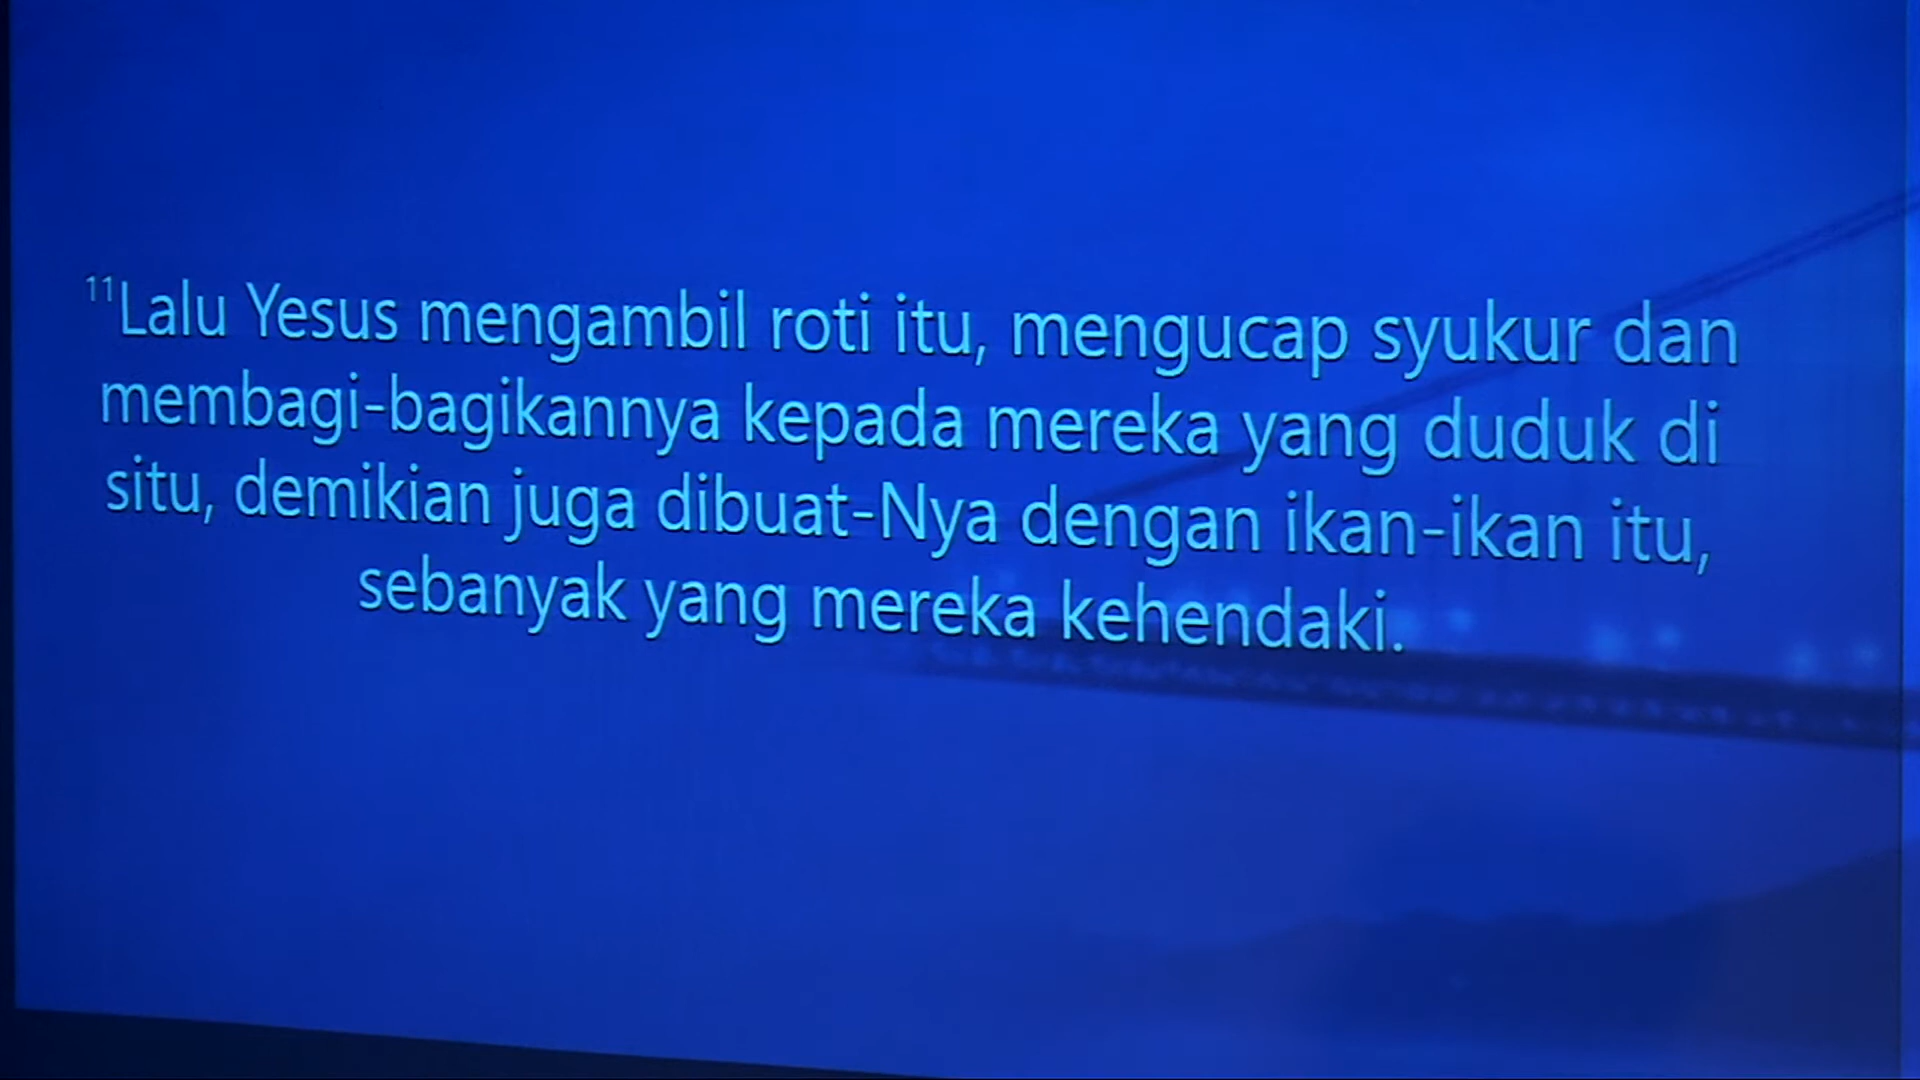 ¹¹Lalu Yesus mengambil roti itu, mengucap syukur dan
membagi-bagikannya kepada mereka yang duduk di
situ, demikian juga dibuat-Nya dengan ikan-ikan itu,
sebanyak yang mereka kehendaki.